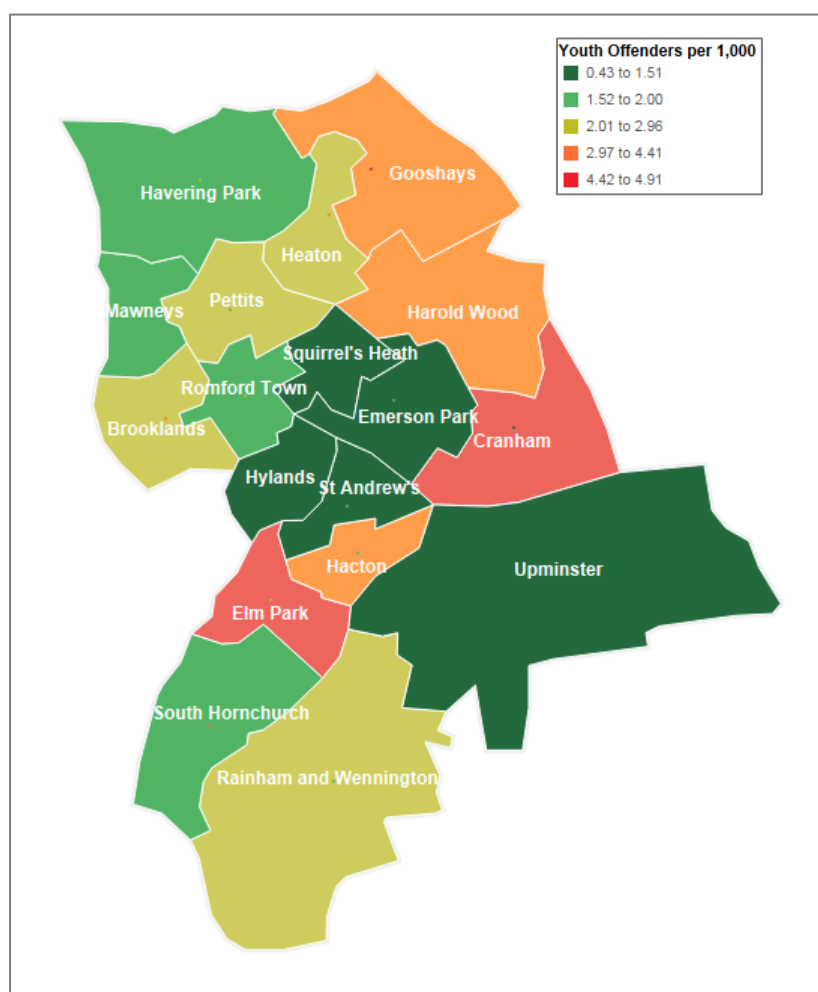 Youth Offenders per 1,000
0.43 to 1.51
1.52 to 2.00
2.01 to 2.96
2.97 to 4.41
4.42 to 4.91
Gooshays
Havering Park
Heaton
Pettits
Mawneys
Harold Wood
Squirrel's Heath
Romford Town
Emerson Park
Brooklands
Cranham
Hylands
St Andrew's
Hacton
Upminster
Elm Park
South Hornchurch
Rainham and Wennington